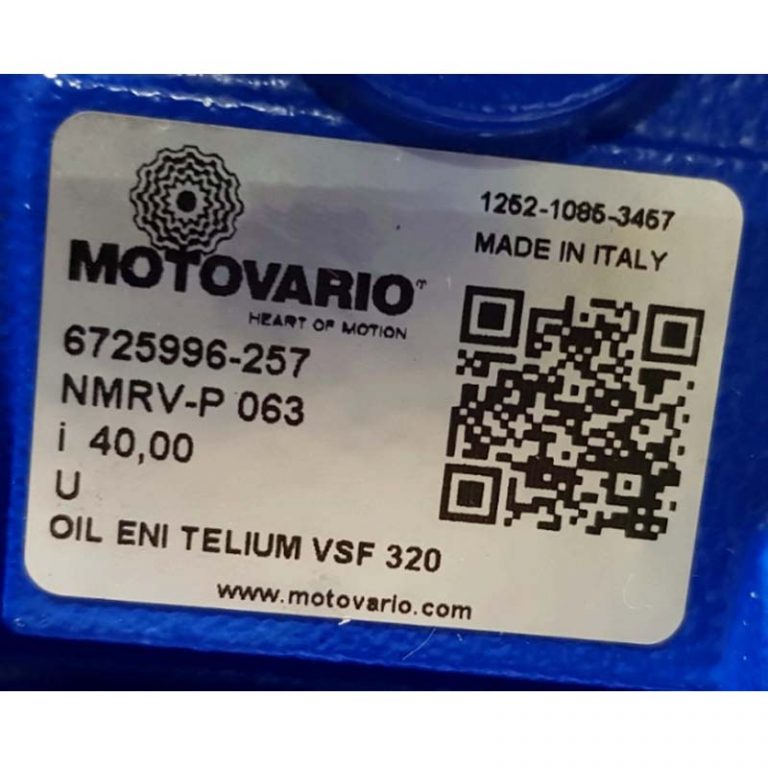 MOTOVARIO™
HEART OF MOTION
6725996-257
NMRV-P 063
i 40,00
U
OIL ENI TELIUM VSF 320
www.motovario.com
1252-1085-3457
MADE IN ITALY